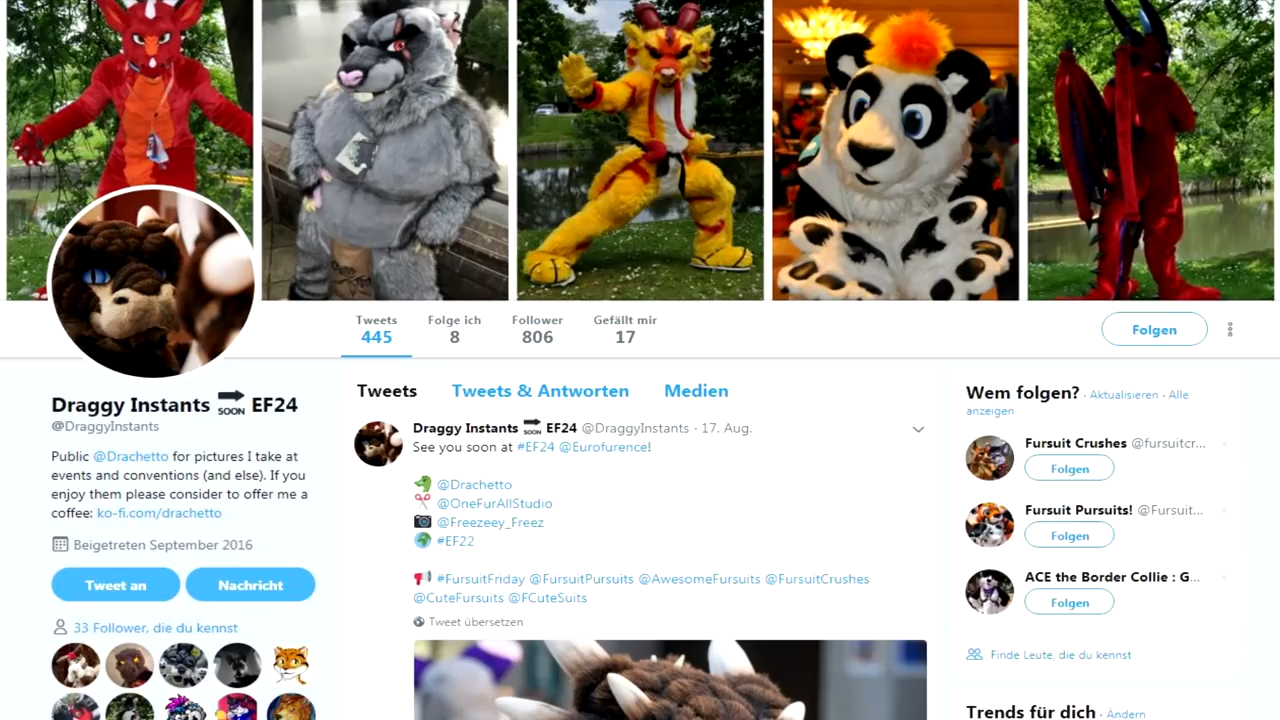 Tweets
445
Folge ich
8
Follower
806
Gefällt mir
17
Folgen
Draggy Instants SOON EF24
@DraggyInstants
Public @Drachetto for pictures I take at
events and conventions (and else). If you
enjoy them please consider to offer me a
coffee: ko-fi.com/drachetto
Beigetreten September 2016
Tweet an
Nachricht
33 Follower, die du kennst
Tweets
Tweets & Antworten
Medien
Draggy Instants SOON EF24 @DraggyInstants · 17. Aug.
See you soon at #EF24 @Eurofurence!
@Drachetto
@OneFurAllStudio
@Freezeey_Freez
#EF22
#FursuitFriday @FursuitPursuits @AwesomeFursuits @FursuitCrushes
@CuteFursuits @FCuteSuits
Tweet übersetzen
Wem folgen? · Aktualisieren · Alle
anzeigen
Fursuit Crushes @fursuitcr...
Folgen
Fursuit Pursuits! @Fursuit...
Folgen
ACE the Border Collie : G...
Folgen
Finde Leute, die du kennst
Trends für dich · Ändern